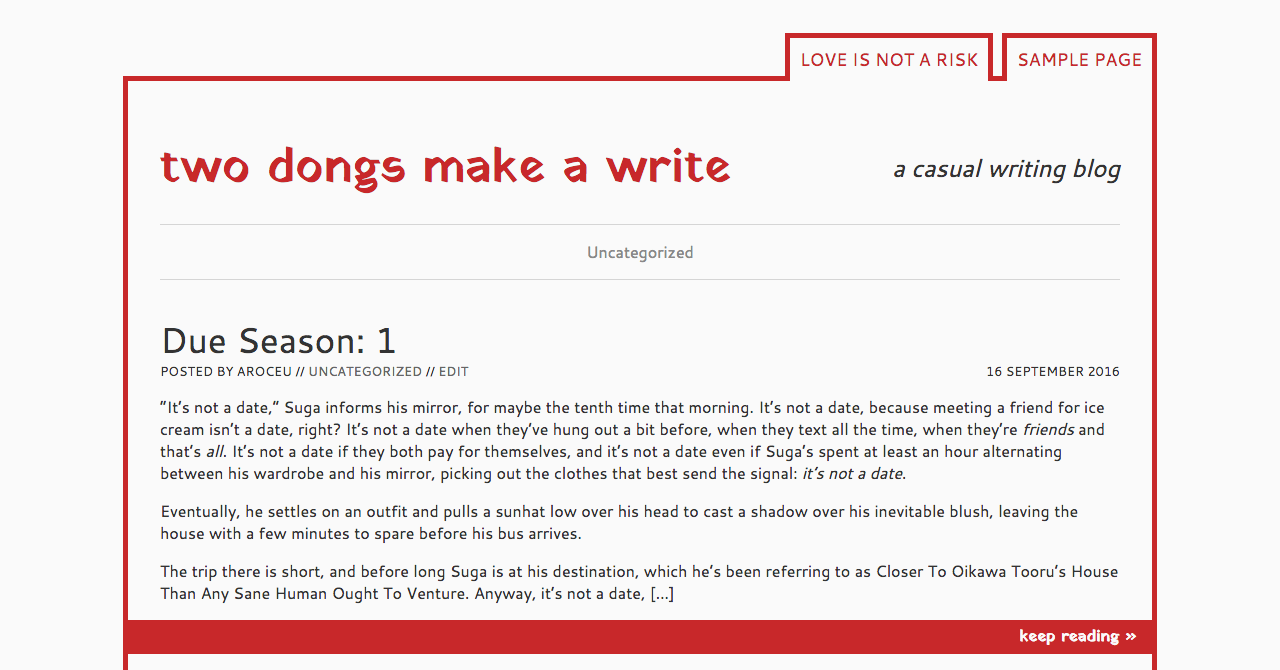 LOVE IS NOT A RISK SAMPLE PAGE
two dongs make a write a casual writing blog
Uncategorized
Due Season: 1
POSTED BY AROCEU // UNCATEGORIZED // EDIT 16 SEPTEMBER 2016
“It’s not a date,” Suga informs his mirror, for maybe the tenth time that morning. It’s not a date, because meeting a friend for ice
cream isn’t a date, right? It’s not a date when they’ve hung out a bit before, when they text all the time, when they’re friends and
that’s all. It’s not a date if they both pay for themselves, and it’s not a date even if Suga’s spent at least an hour alternating
between his wardrobe and his mirror, picking out the clothes that best send the signal: it’s not a date.
Eventually, he settles on an outfit and pulls a sunhat low over his head to cast a shadow over his inevitable blush, leaving the
house with a few minutes to spare before his bus arrives.
The trip there is short, and before long Suga is at his destination, which he’s been referring to as Closer To Oikawa Tooru’s House
Than Any Sane Human Ought To Venture. Anyway, it’s not a date, […]
keep reading »